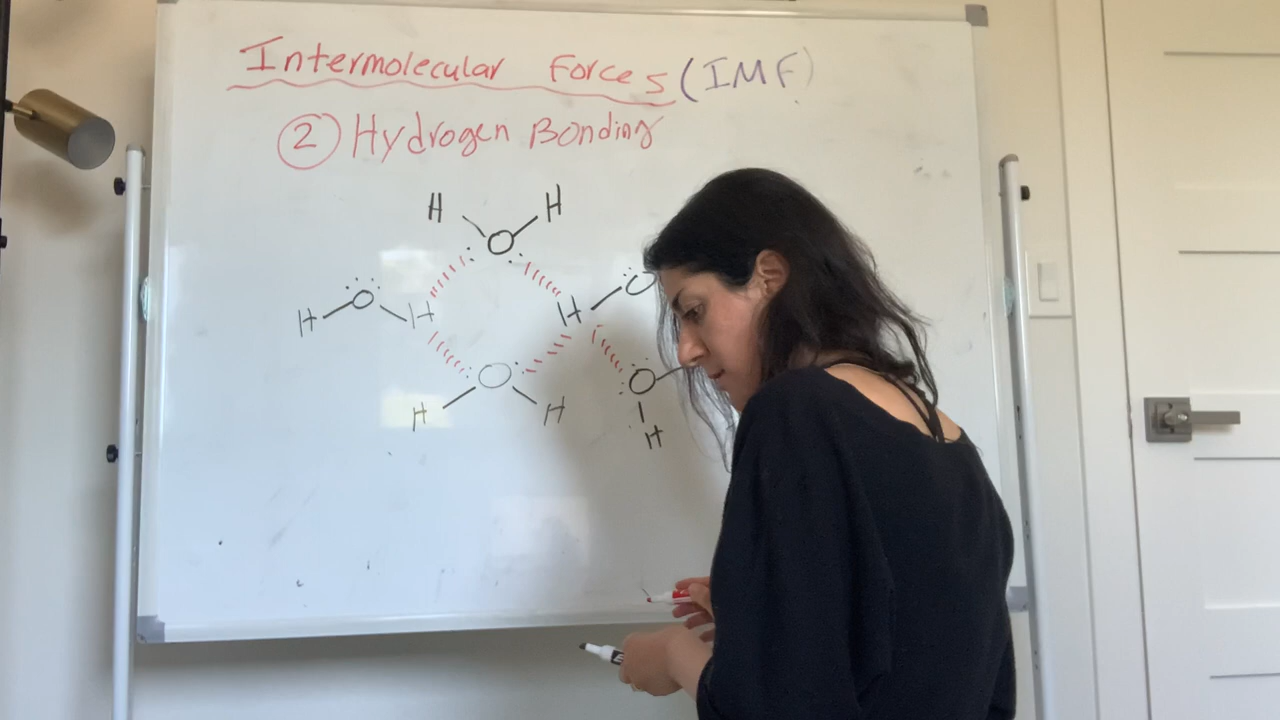 Intermolecular Forces (IMF)
② Hydrogen Bonding
H H
O
H O H H O
O O
H H H